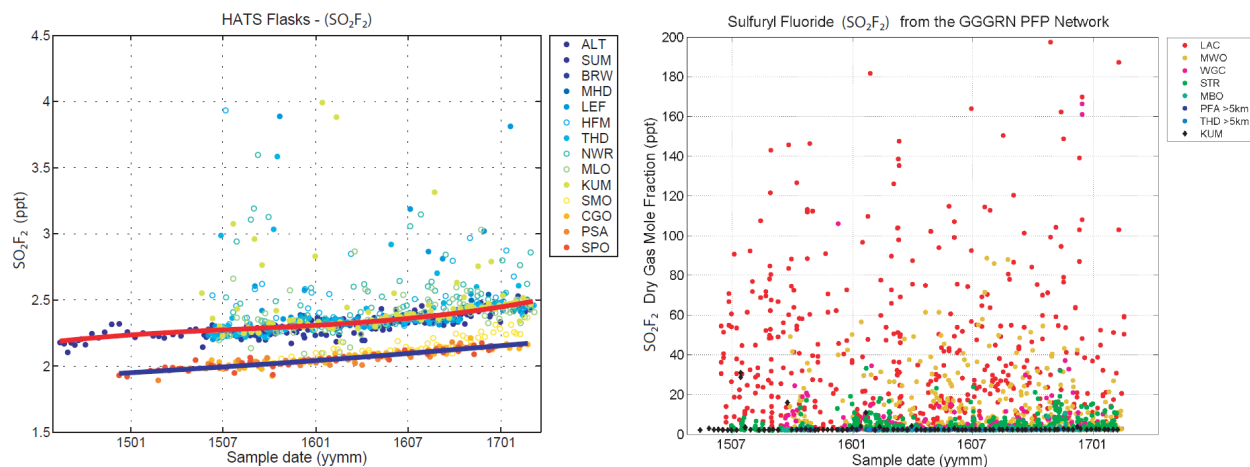 HATS Flasks - (SO₂F₂)
4.5
4
3.5
3
2.5
2
1.5
SO₂F₂ (ppt)
1501
1507
1601
1607
1701
Sample date (yymm)
ALT
SUM
BRW
MHD
LEF
HFM
THD
NWR
MLO
KUM
SMO
CGO
PSA
SPO
Sulfuryl Fluoride (SO₂F₂) from the GGGRN PFP Network
200
180
160
140
120
100
80
60
40
20
0
SO₂F₂ Dry Gas Mole Fraction (ppt)
1507
1601
1607
1701
Sample date (yymm)
LAC
MWO
WGC
STR
MBO
PFA >5km
THD >5km
KUM